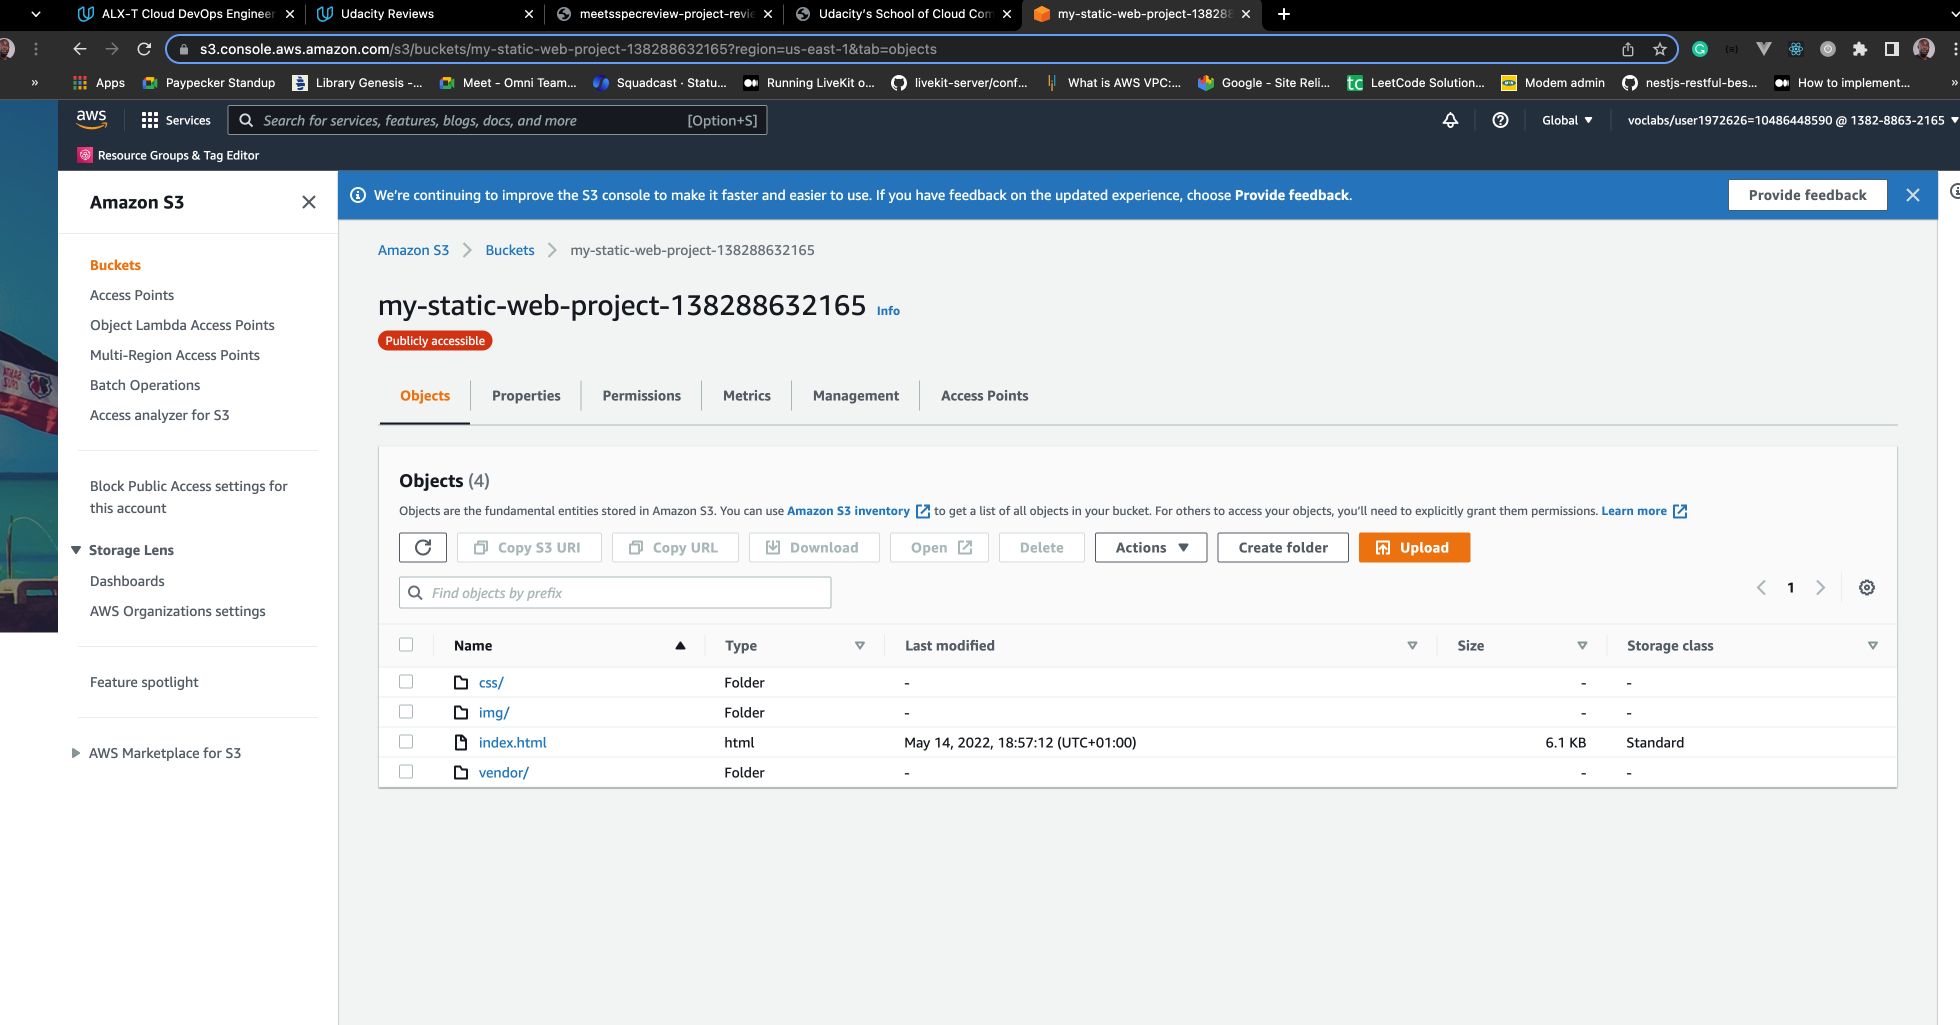 ALX-T Cloud DevOps Engineer
Udacity Reviews
meetsspecreview-project-revie
Udacity's School of Cloud Com
my-static-web-project-138288
s3.console.aws.amazon.com/s3/buckets/my-static-web-project-138288632165?region=us-east-1&tab=objects
Apps
Paypecker Standup
Library Genesis -...
Meet - Omni Team...
Squadcast · Statu...
Running LiveKit o...
livekit-server/conf...
What is AWS VPC:...
Google - Site Reli...
LeetCode Solution...
Modem admin
nestjs-restful-bes...
How to implement...
aws
Services
Search for services, features, blogs, docs, and more
[Option+S]
Global
voclabs/user1972626=10486448590 @ 1382-8863-2165
Resource Groups & Tag Editor
Amazon S3
Buckets
Access Points
Object Lambda Access Points
Multi-Region Access Points
Batch Operations
Access analyzer for S3
Block Public Access settings for
this account
Storage Lens
Dashboards
AWS Organizations settings
Feature spotlight
AWS Marketplace for S3
We're continuing to improve the S3 console to make it faster and easier to use. If you have feedback on the updated experience, choose Provide feedback.
Provide feedback
Amazon S3
Buckets
my-static-web-project-138288632165
my-static-web-project-138288632165 Info
Publicly accessible
Objects
Properties
Permissions
Metrics
Management
Access Points
Objects (4)
Objects are the fundamental entities stored in Amazon S3. You can use Amazon S3 inventory to get a list of all objects in your bucket. For others to access your objects, you'll need to explicitly grant them permissions. Learn more
Copy S3 URI
Copy URL
Download
Open
Delete
Actions
Create folder
Upload
Find objects by prefix
1
Name Type Last modified Size Storage class
css/ Folder - - -
img/ Folder - - -
index.html html May 14, 2022, 18:57:12 (UTC+01:00) 6.1 KB Standard
vendor/ Folder - - -